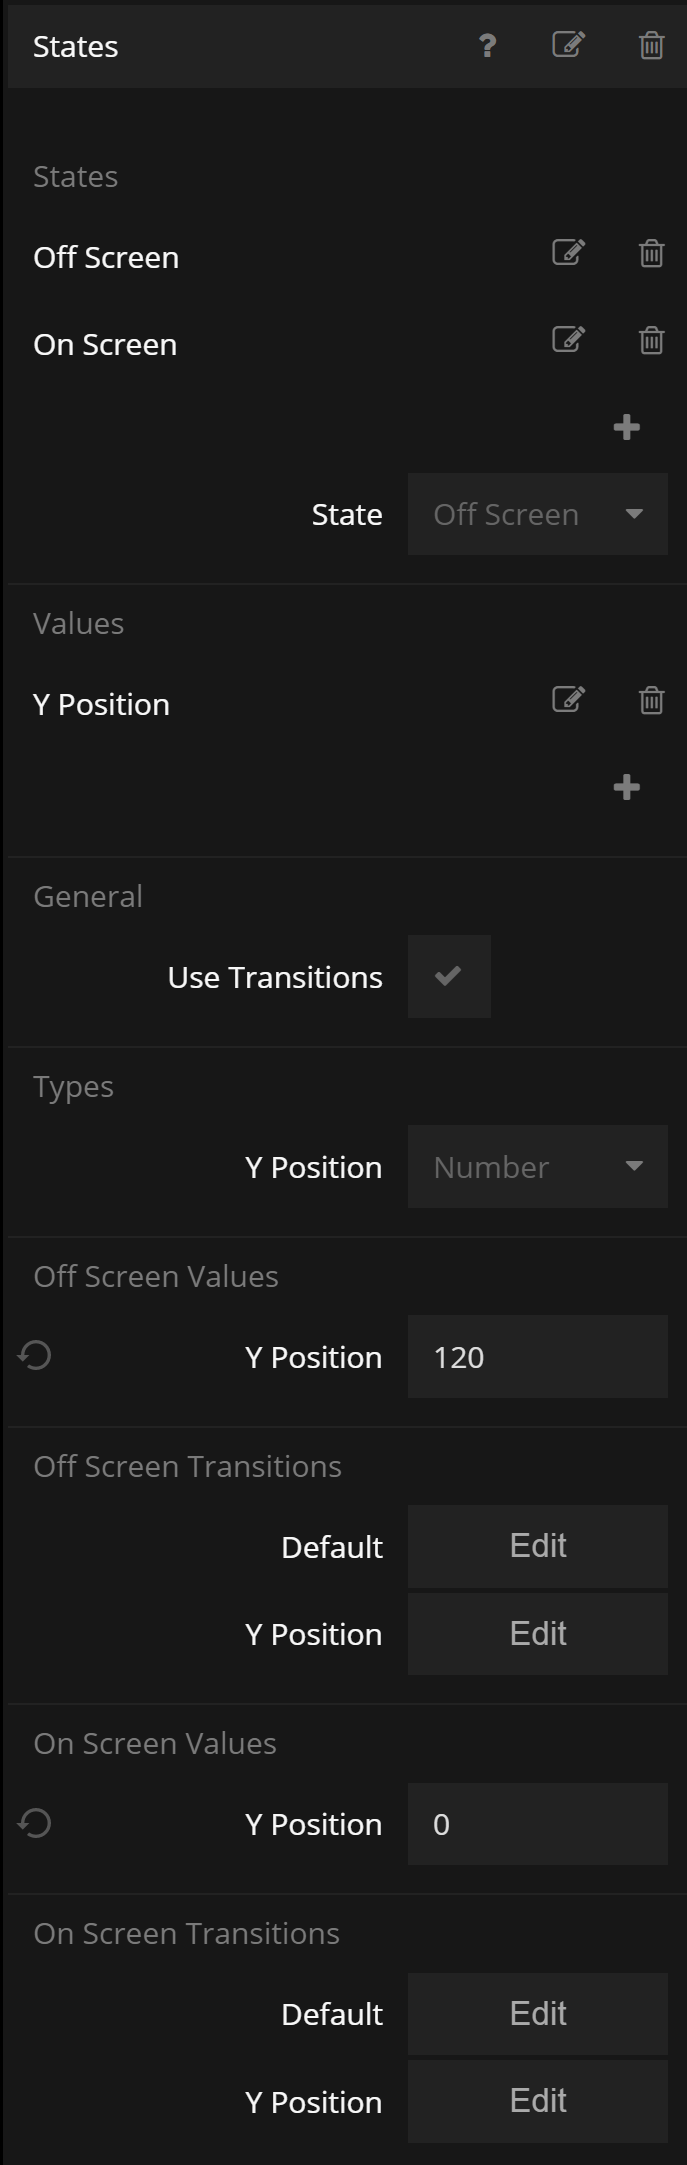 States ?
States
Off Screen
On Screen
State Off Screen
Values
Y Position
General
Use Transitions
Types
Y Position Number
Off Screen Values
Y Position 120
Off Screen Transitions
Default Edit
Y Position Edit
On Screen Values
Y Position 0
On Screen Transitions
Default Edit
Y Position Edit